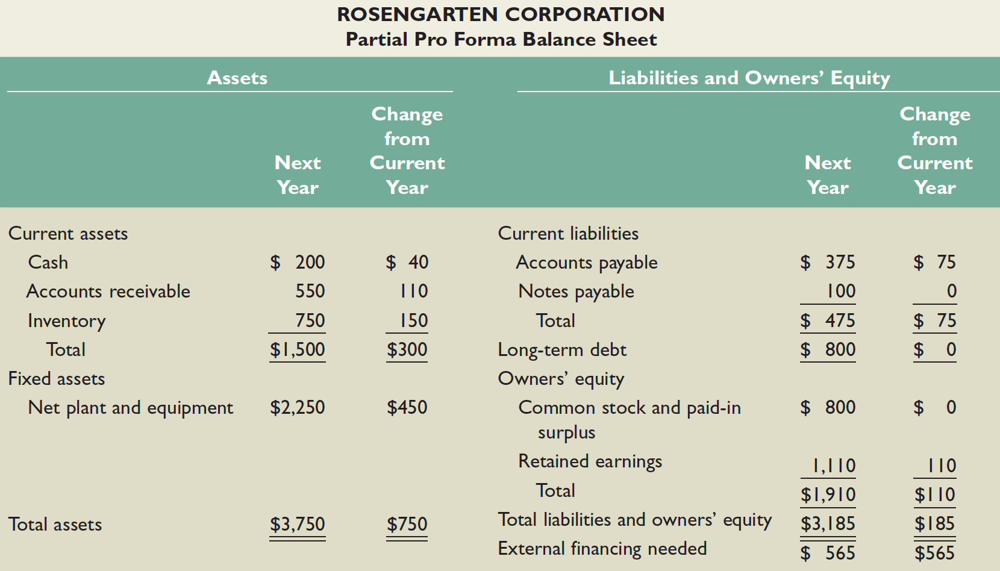 ROSENGARTEN CORPORATION
Partial Pro Forma Balance Sheet
Assets
Liabilities and Owners’ Equity
Next Year
Change from Current Year
Next Year
Change from Current Year
Current assets
Cash $ 200 $ 40
Accounts receivable 550 110
Inventory 750 150
Total $1,500 $300
Fixed assets
Net plant and equipment $2,250 $450
Total assets $3,750 $750
Current liabilities
Accounts payable $ 375 $ 75
Notes payable 100 0
Total $ 475 $ 75
Long-term debt $ 800 $ 0
Owners’ equity
Common stock and paid-in $ 800 $ 0
surplus
Retained earnings 1,110 110
Total $1,910 $110
Total liabilities and owners’ equity $3,185 $185
External financing needed $ 565 $565